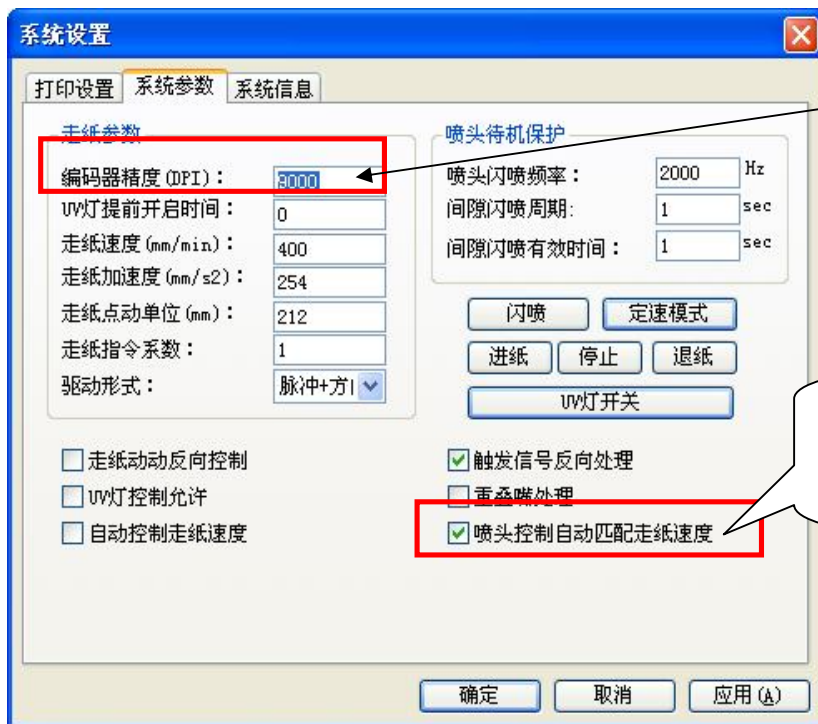 系统设置
打印设置 系统参数 系统信息
走纸参数
编码器精度(DPI)： 3000
UV灯提前开启时间： 0
走纸速度(mm/min)： 400
走纸加速度(mm/s2)： 254
走纸点动单位(mm)： 212
走纸指令系数： 1
驱动形式： 脉冲+方
喷头待机保护
喷头闪喷频率： 2000 Hz
间隙闪喷周期: 1 sec
间隙闪喷有效时间： 1 sec
闪喷 定速模式
进纸 停止 退纸
UV灯开关
走纸动动反向控制
UV灯控制允许
自动控制走纸速度
触发信号反向处理
重叠嘴处理
喷头控制自动匹配走纸速度
确定 取消 应用(A)